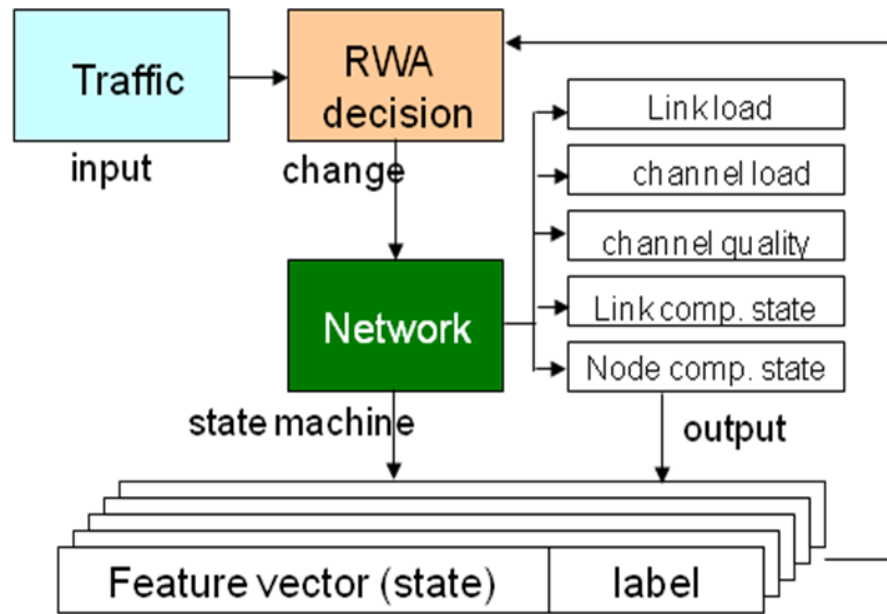 Traffic
RWA
decision
input
change
Link load
channel load
channel quality
Link comp. state
Node comp. state
Network
state machine
output
Feature vector (state)
label